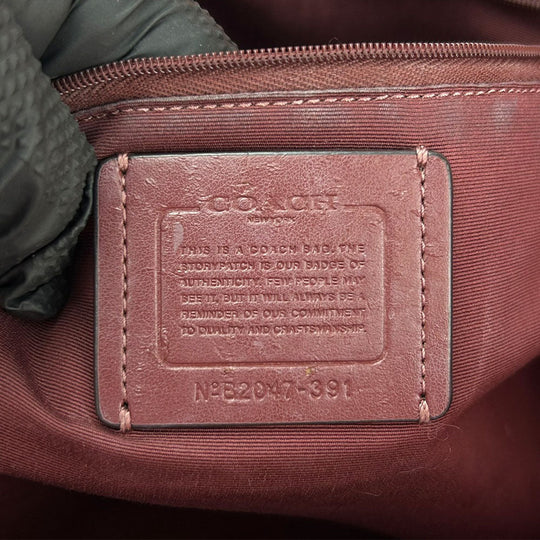 COACH
NEW YORK
THIS IS A COACH BAG. THE
STORYPATCH IS OUR BADGE OF
AUTHENTICITY. FEW PEOPLE MAY
SEE IT, BUT IT WILL ALWAYS BE A
REMINDER OF OUR COMMITMENT
TO QUALITY AND CRAFTSMANSHIP.
NºB2047-391